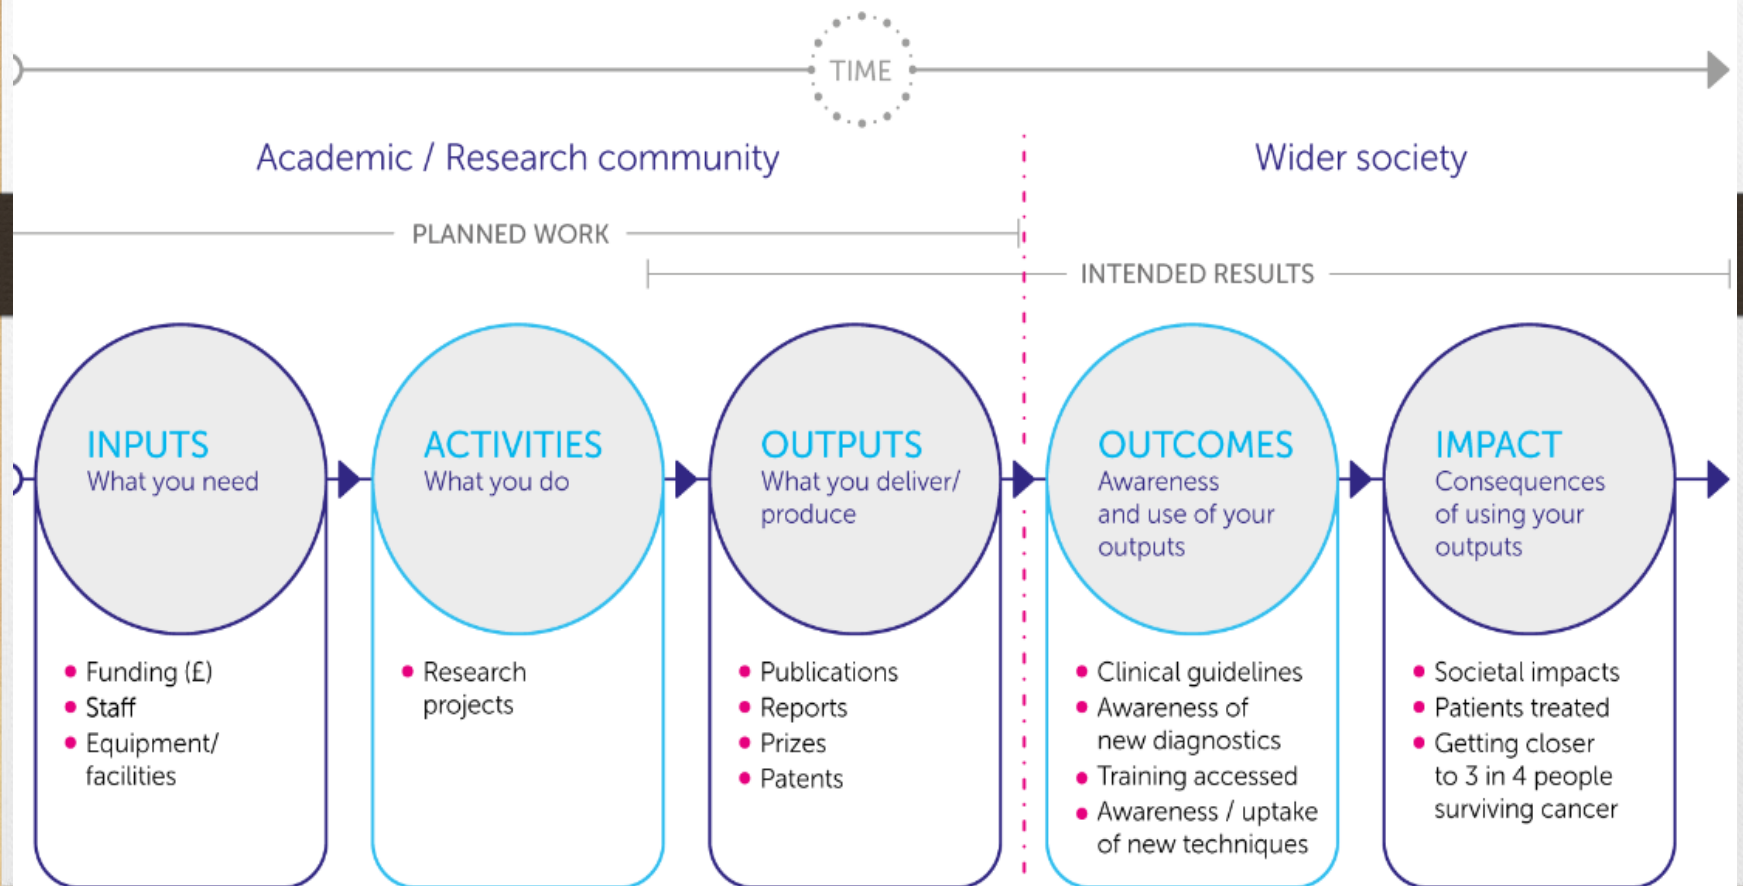 TIME
Academic / Research community
Wider society
PLANNED WORK
INTENDED RESULTS
INPUTS
What you need
• Funding (£)
• Staff
• Equipment/
facilities
ACTIVITIES
What you do
• Research
projects
OUTPUTS
What you deliver/
produce
• Publications
• Reports
• Prizes
• Patents
OUTCOMES
Awareness
and use of your
outputs
• Clinical guidelines
• Awareness of
new diagnostics
• Training accessed
• Awareness / uptake
of new techniques
IMPACT
Consequences
of using your
outputs
• Societal impacts
• Patients treated
• Getting closer
to 3 in 4 people
surviving cancer